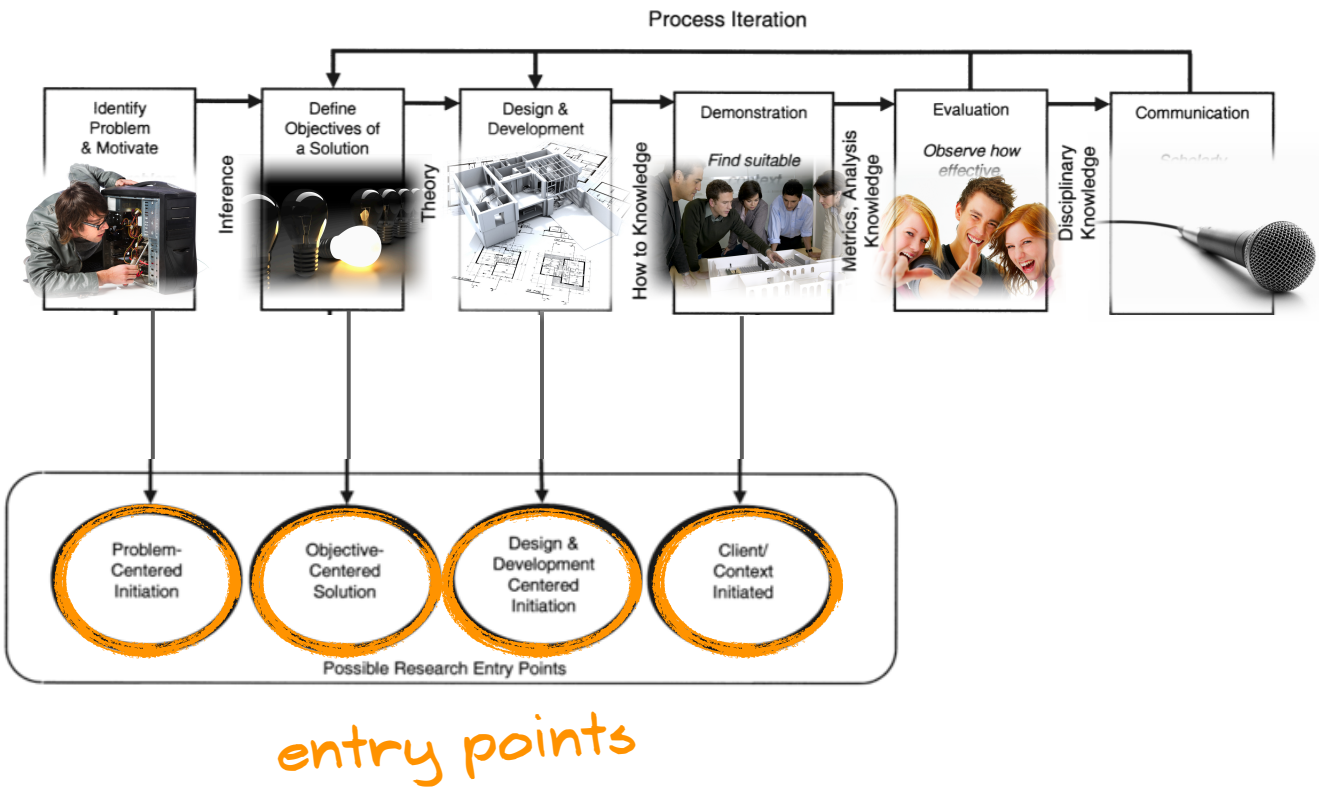 Process Iteration
Identify
Problem
& Motivate
Inference
Define
Objectives of
a Solution
Theory
Design &
Development
How to Knowledge
Demonstration
Find suitable
Metrics, Analysis
Knowledge
Evaluation
Observe how
effective,
Disciplinary
Knowledge
Communication
Problem-
Centered
Initiation
Objective-
Centered
Solution
Design &
Development
Centered
Initiation
Client/
Context
Initiated
Possible Research Entry Points
entry points